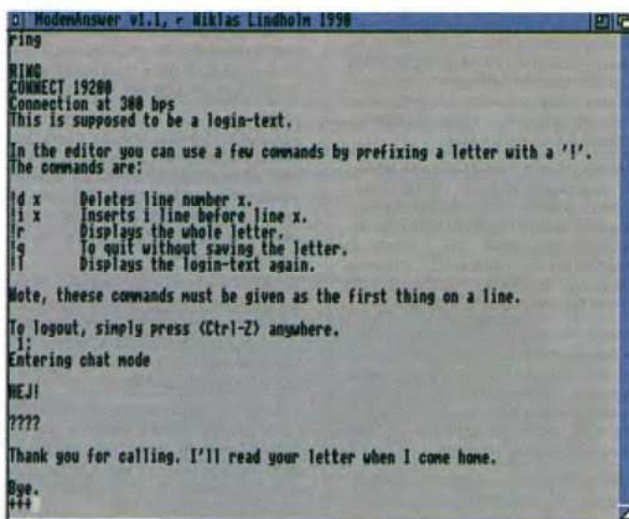 ModemAnswer v1.1, r Niklas Lindholm 1990
ring
RING
CONNECT 19200
Connection at 300 bps
This is supposed to be a login-text.
In the editor you can use a few commands by prefixing a letter with a '!'.
The commands are:
!d x Deletes line number x.
!i x Inserts i line before line x.
!r Displays the whole letter.
!q To quit without saving the letter.
!l Displays the login-text again.
Note, theese commands must be given as the first thing on a line.
To logout, simply press (Ctrl-Z) anywhere.
1:
Entering chat mode
HEJ!
????
Thank you for calling. I'll read your letter when I come home.
Bye.
+++